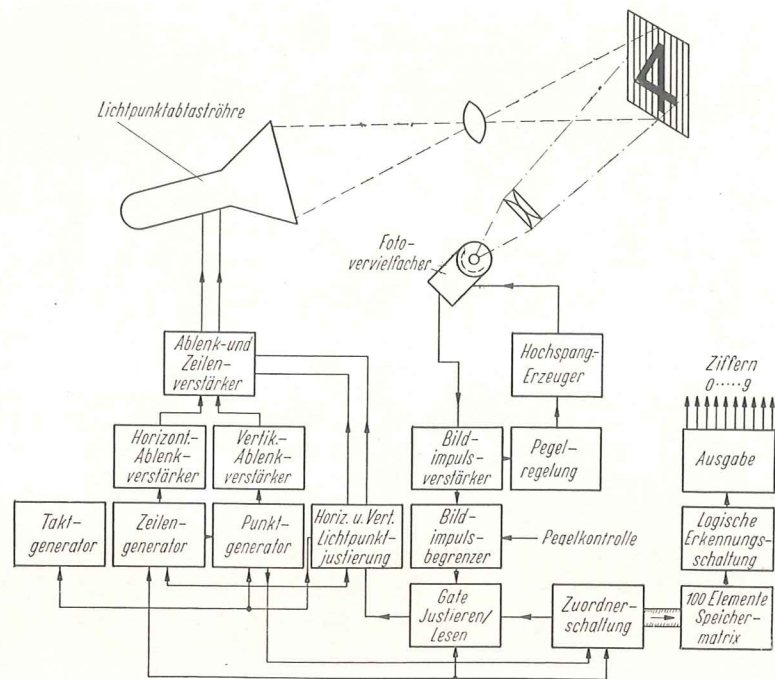 4
Lichtpunktabtaströhre
Foto-
vervielfacher
Ablenk-und
Zeilen-
verstärker
Hochspang.-
Erzeuger
Ziffern
0.....9
Horizont.-
Ablenk-
verstärker
Vertik.-
Ablenk-
verstärker
Bild-
impuls-
verstärker
Pegel-
regelung
Ausgabe
Takt-
generator
Zeilen-
generator
Punkt-
generator
Horiz. u. Vert.
Lichtpunkt-
justierung
Bild-
impuls-
begrenzer
Pegelkontrolle
Logische
Erkennungs-
schaltung
Gate
Justieren/
Lesen
Zuordner-
schaltung
100 Elemente
Speicher-
matrix